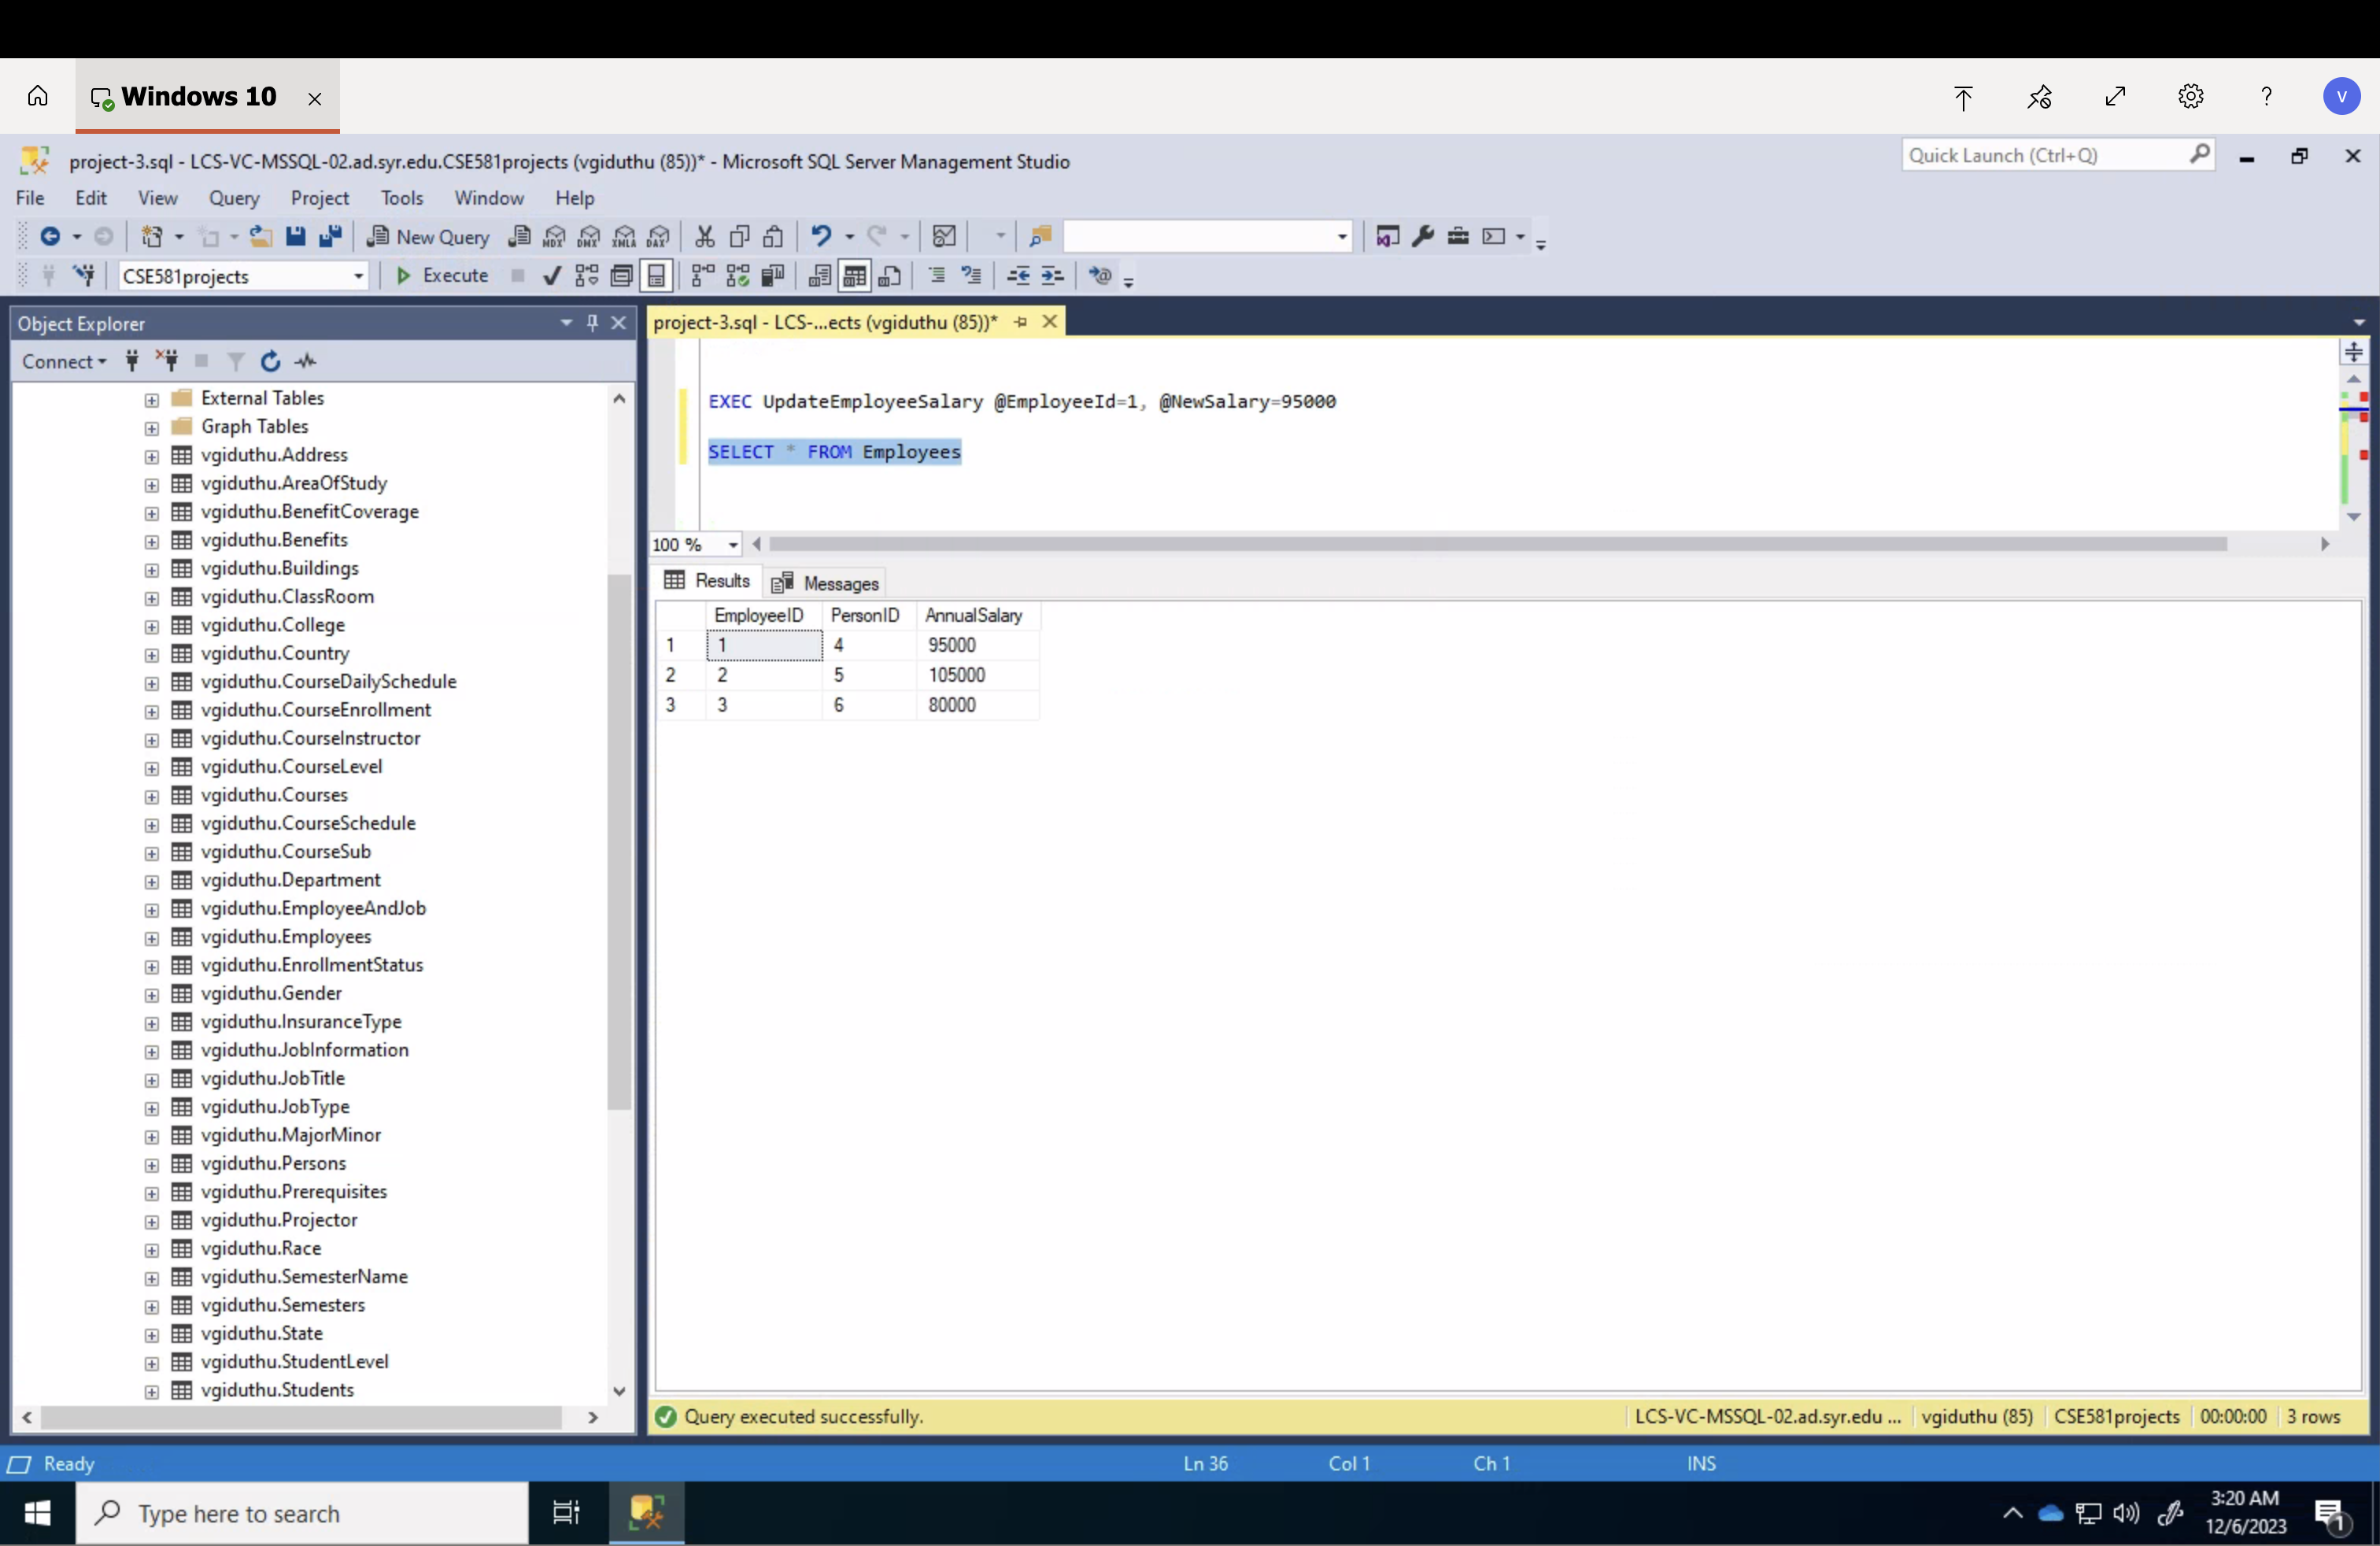 Windows 10
V
project-3.sql - LCS-VC-MSSQL-02.ad.syr.edu.CSE581projects (vgiduthu (85))* - Microsoft SQL Server Management Studio
Quick Launch (Ctrl+Q)
File Edit View Query Project Tools Window Help
New Query MDX DMX XMLA DAX
CSE581projects Execute
Object Explorer
Connect
External Tables
Graph Tables
vgiduthu.Address
vgiduthu.AreaOfStudy
vgiduthu.BenefitCoverage
vgiduthu.Benefits
vgiduthu.Buildings
vgiduthu.ClassRoom
vgiduthu.College
vgiduthu.Country
vgiduthu.CourseDailySchedule
vgiduthu.CourseEnrollment
vgiduthu.CourseInstructor
vgiduthu.CourseLevel
vgiduthu.Courses
vgiduthu.CourseSchedule
vgiduthu.CourseSub
vgiduthu.Department
vgiduthu.EmployeeAndJob
vgiduthu.Employees
vgiduthu.EnrollmentStatus
vgiduthu.Gender
vgiduthu.InsuranceType
vgiduthu.JobInformation
vgiduthu.JobTitle
vgiduthu.JobType
vgiduthu.MajorMinor
vgiduthu.Persons
vgiduthu.Prerequisites
vgiduthu.Projector
vgiduthu.Race
vgiduthu.SemesterName
vgiduthu.Semesters
vgiduthu.State
vgiduthu.StudentLevel
vgiduthu.Students
project-3.sql - LCS-...ects (vgiduthu (85))*
EXEC UpdateEmployeeSalary @EmployeeId=1, @NewSalary=95000
SELECT * FROM Employees
100 %
Results Messages
EmployeeID PersonID AnnualSalary
1 1 4 95000
2 2 5 105000
3 3 6 80000
Query executed successfully. LCS-VC-MSSQL-02.ad.syr.edu ... vgiduthu (85) CSE581projects 00:00:00 3 rows
Ready Ln 36 Col 1 Ch 1 INS
Type here to search
3:20 AM
12/6/2023
1